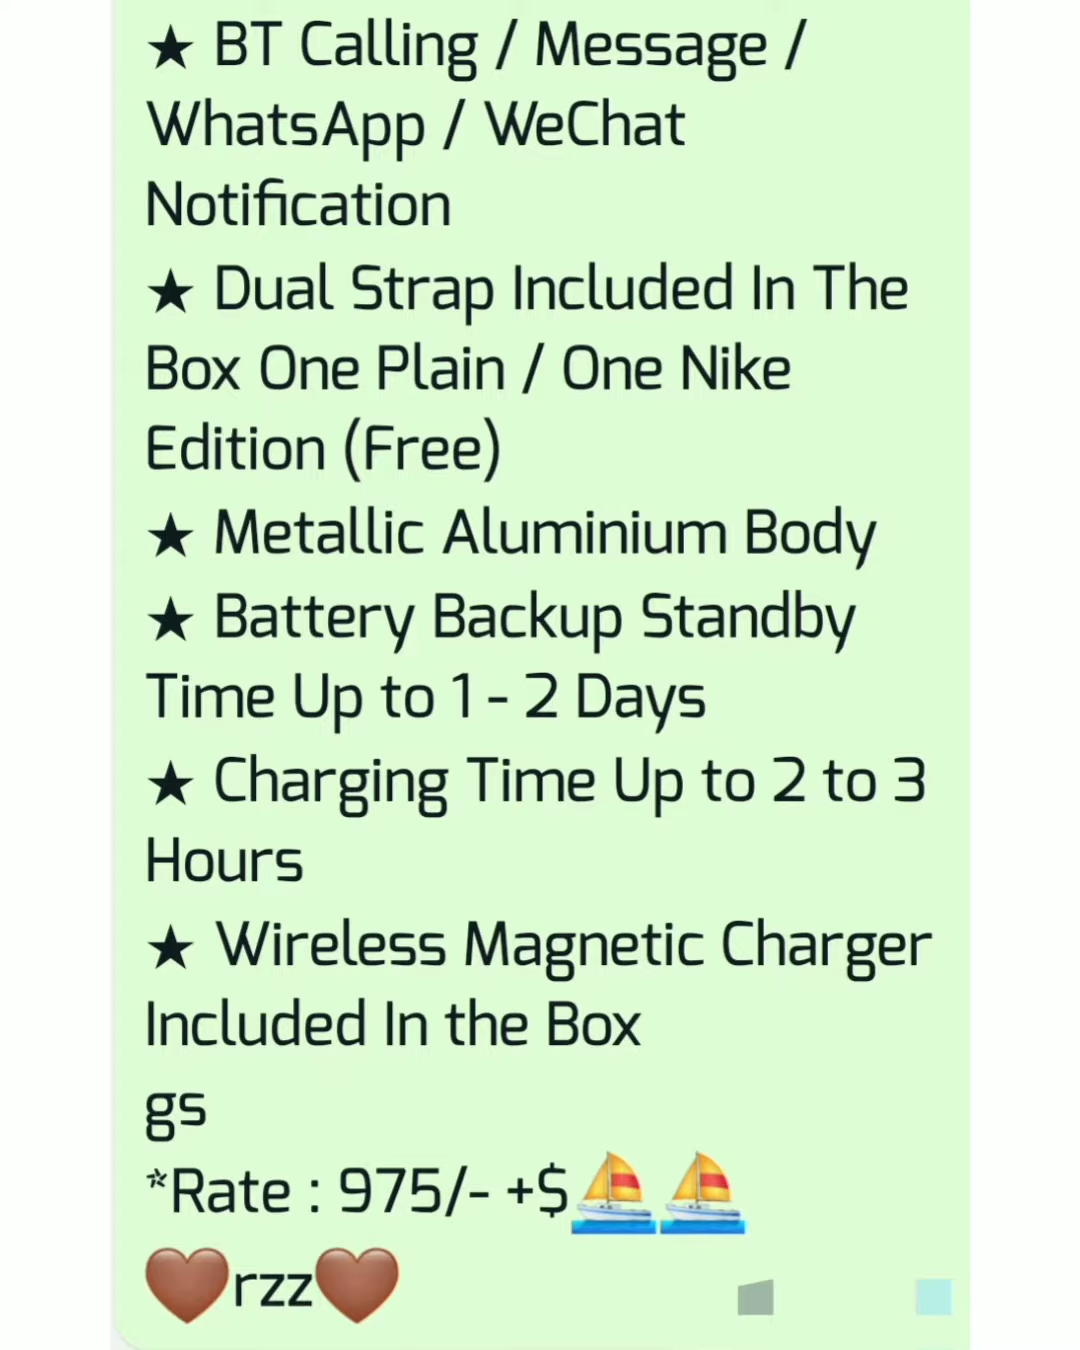 ★ BT Calling / Message /
WhatsApp / WeChat
Notification
★ Dual Strap Included In The
Box One Plain / One Nike
Edition (Free)
★ Metallic Aluminium Body
★ Battery Backup Standby
Time Up to 1 - 2 Days
★ Charging Time Up to 2 to 3
Hours
★ Wireless Magnetic Charger
Included In the Box
gs
*Rate : 975/- +$⛵⛵
🤎rzz🤎